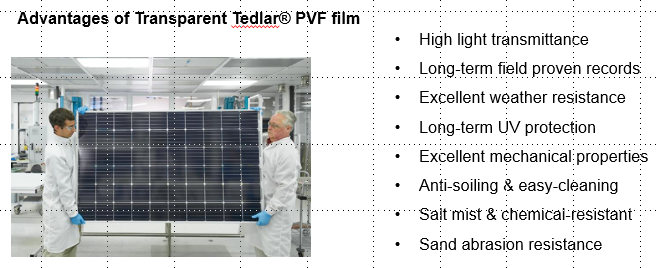 Advantages of Transparent Tedlar® PVF film
• High light transmittance
• Long-term field proven records
• Excellent weather resistance
• Long-term UV protection
• Excellent mechanical properties
• Anti-soiling & easy-cleaning
• Salt mist & chemical-resistant
• Sand abrasion resistance